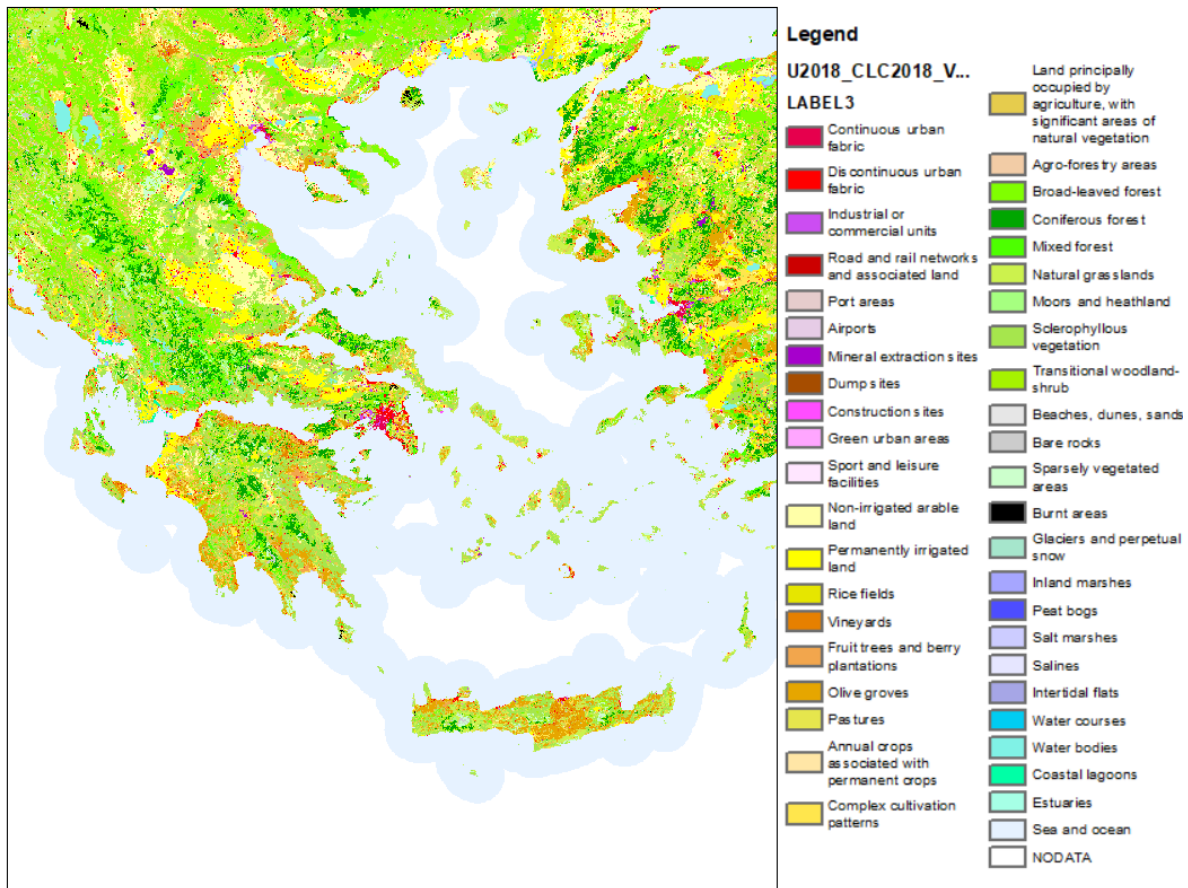 Legend
U2018_CLC2018_V...
LABEL3
Continuous urban
fabric
Discontinuous urban
fabric
Industrial or
commercial units
Road and rail networks
and associated land
Port areas
Airports
Mineral extraction sites
Dump sites
Construction sites
Green urban areas
Sport and leisure
facilities
Non-irrigated arable
land
Permanently irrigated
land
Rice fields
Vineyards
Fruit trees and berry
plantations
Olive groves
Pastures
Annual crops
associated with
permanent crops
Complex cultivation
patterns
Land principally
occupied by
agriculture, with
significant areas of
natural vegetation
Agro-forestry areas
Broad-leaved forest
Coniferous forest
Mixed forest
Natural grasslands
Moors and heathland
Sclerophyllous
vegetation
Transitional woodland-
shrub
Beaches, dunes, sands
Bare rocks
Sparsely vegetated
areas
Burnt areas
Glaciers and perpetual
snow
Inland marshes
Peat bogs
Salt marshes
Salines
Intertidal flats
Water courses
Water bodies
Coastal lagoons
Estuaries
Sea and ocean
NODATA